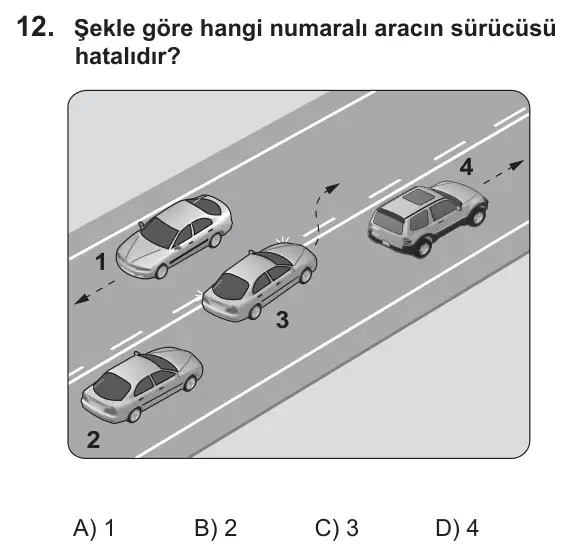 12. Şekle göre hangi numaralı aracın sürücüsü
hatalıdır?
4
1
3
2
A) 1 B) 2 C) 3 D) 4